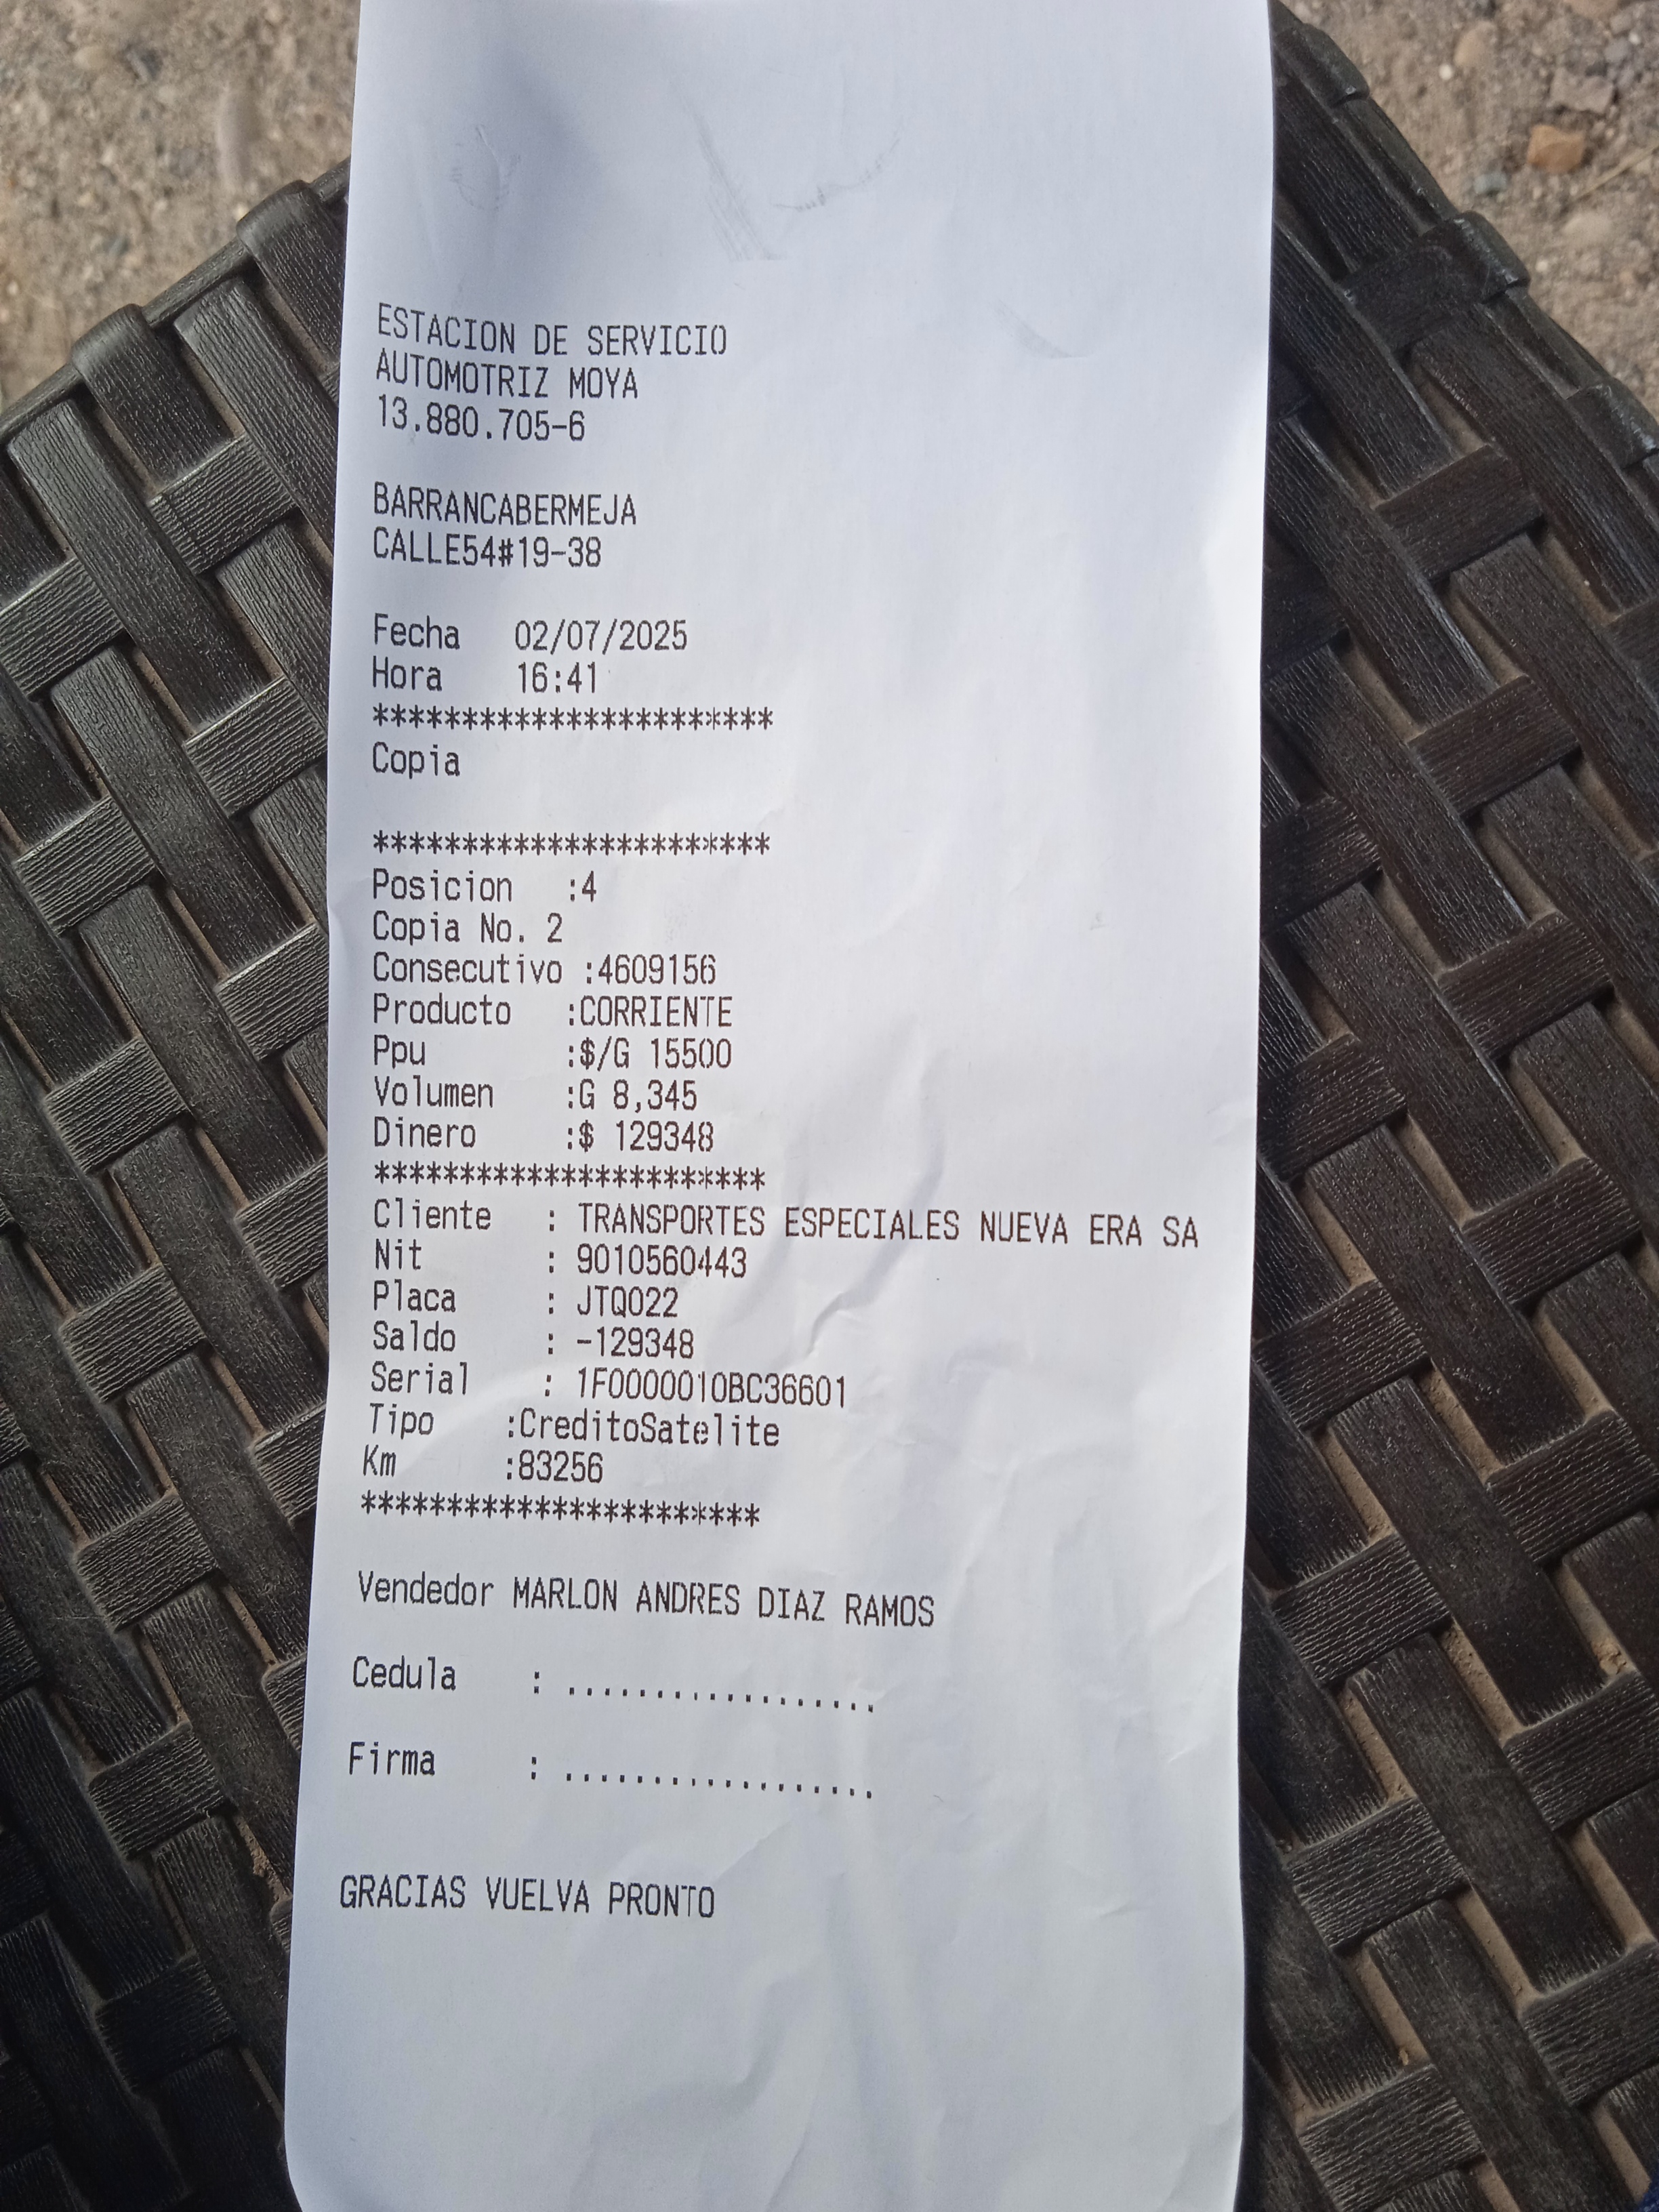 ESTACION DE SERVICIO
AUTOMOTRIZ MOYA
13.880.705-6
BARRANCABERMEJA
CALLE54#19-38
Fecha 02/07/2025
Hora 16:41
***********************
Copia
***********************
Posicion :4
Copia No. 2
Consecutivo :4609156
Producto :CORRIENTE
Ppu :$/G 15500
Volumen :G 8,345
Dinero :$ 129348
***********************
Cliente : TRANSPORTES ESPECIALES NUEVA ERA SA
Nit : 9010560443
Placa : JTQ022
Saldo : -129348
Serial : 1F0000010BC36601
Tipo :CreditoSatelite
Km :83256
***********************
Vendedor MARLON ANDRES DIAZ RAMOS
Cedula : ..................
Firma : ..................
GRACIAS VUELVA PRONTO